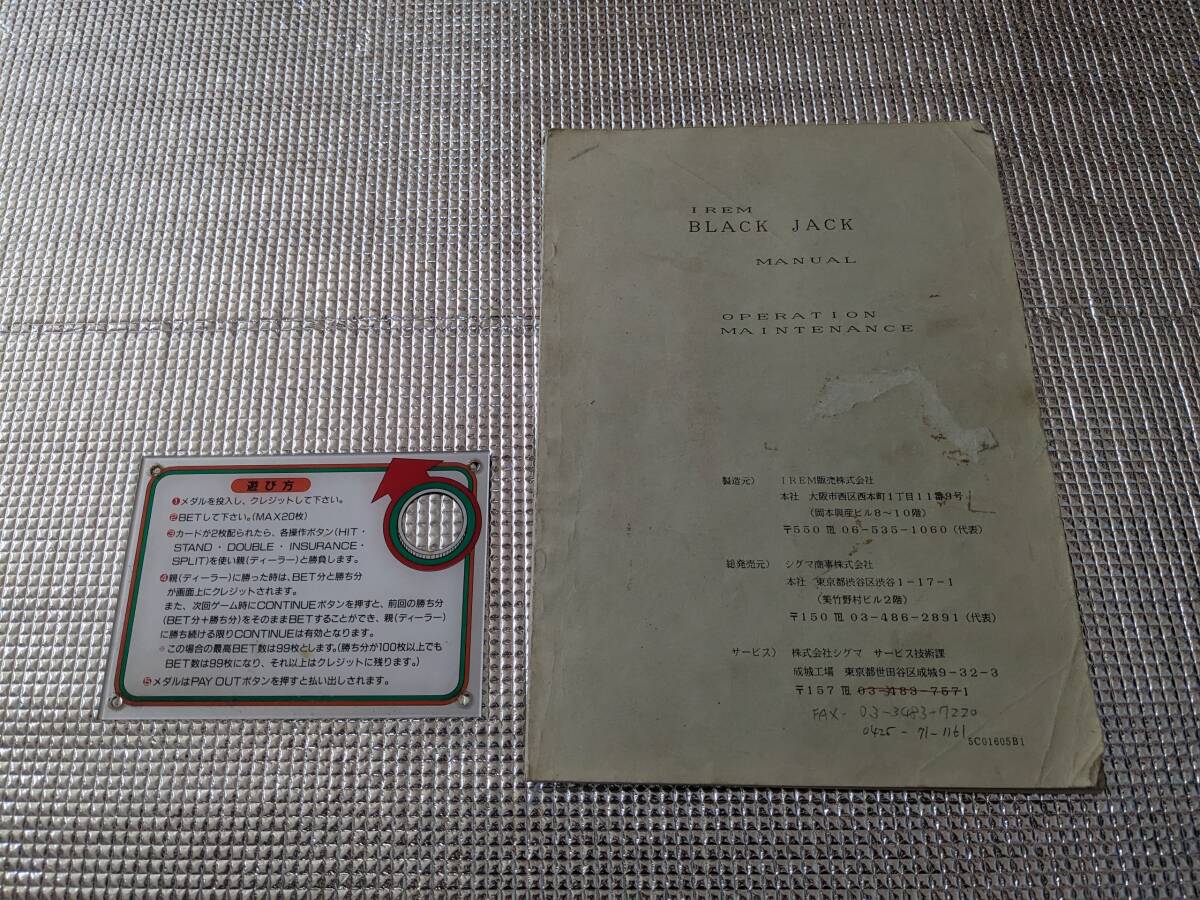 遊び方
❶メダルを投入し、クレジットして下さい。
❷BETして下さい。(MAX20枚)
❸カードが2枚配られたら、各操作ボタン(HIT・
STAND・DOUBLE・INSURANCE・
SPLIT)を使い親(ディーラー)と勝負します。
❹親(ディーラー)に勝った時は、BET分と勝ち分
が画面上にクレジットされます。
また、次回ゲーム時にCONTINUEボタンを押すと、前回の勝ち分
(BET分+勝ち分)をそのままBETすることができ、親(ディーラー)
に勝ち続ける限りCONTINUEは有効となります。
※この場合の最高BET数は99枚とします。(勝ち分が100枚以上でも
BET数は99枚になり、それ以上はクレジットに残ります。)
❺メダルはPAY OUTボタンを押すと払い出しされます。
IREM
BLACK JACK
MANUAL
OPERATION
MAINTENANCE
製造元) IREM販売株式会社
本社 大阪市西区西本町1丁目11番9号
(岡本興産ビル8~10階)
〒550 ℡ 06-535-1060(代表)
総発売元) シグマ商事株式会社
本社 東京都渋谷区渋谷1-17-1
(美竹野村ビル2階)
〒150 ℡ 03-486-2891(代表)
サービス) 株式会社シグマ サービス技術課
成城工場 東京都世田谷区成城9-32-3
〒157 ℡ 03-483-7571
FAX- 03-3483-7220
0425-71-1161
5C01605B1